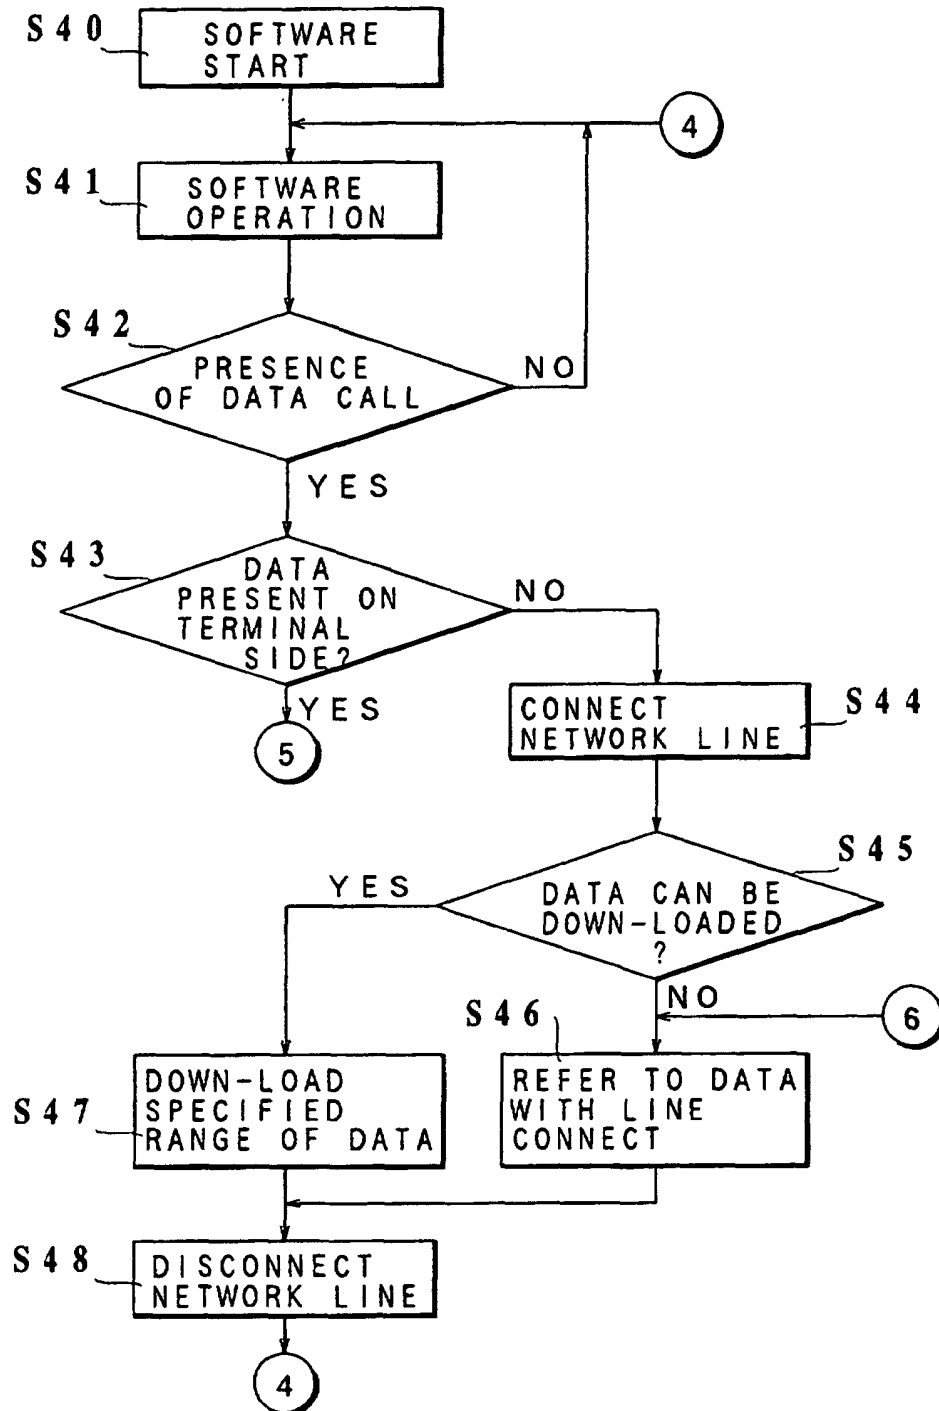 S40
SOFTWARE
START
4
S41
SOFTWARE
OPERATION
S42
PRESENCE
OF DATA CALL
NO
YES
S43
DATA
PRESENT ON
TERMINAL
SIDE?
NO
YES
5
CONNECT
NETWORK LINE
S44
S45
YES
DATA CAN BE
DOWN-LOADED
?
NO
6
S46
REFER TO DATA
WITH LINE
CONNECT
S47
DOWN-LOAD
SPECIFIED
RANGE OF DATA
S48
DISCONNECT
NETWORK LINE
4